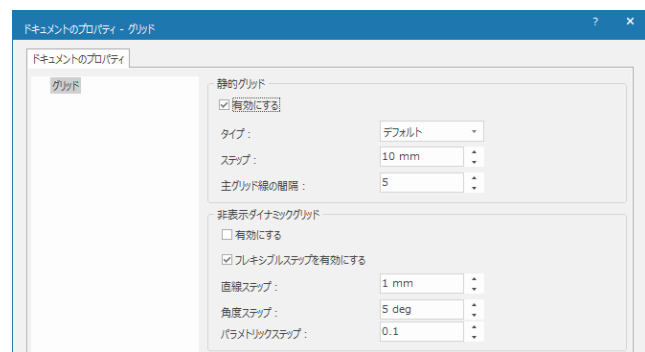 ドキュメントのプロパティ - グリッド
ドキュメントのプロパティ
グリッド
静的グリッド
有効にする
タイプ : デフォルト
ステップ : 10 mm
主グリッド線の間隔 : 5
非表示ダイナミックグリッド
有効にする
フレキシブルステップを有効にする
直線ステップ : 1 mm
角度ステップ : 5 deg
パラメトリックステップ : 0.1